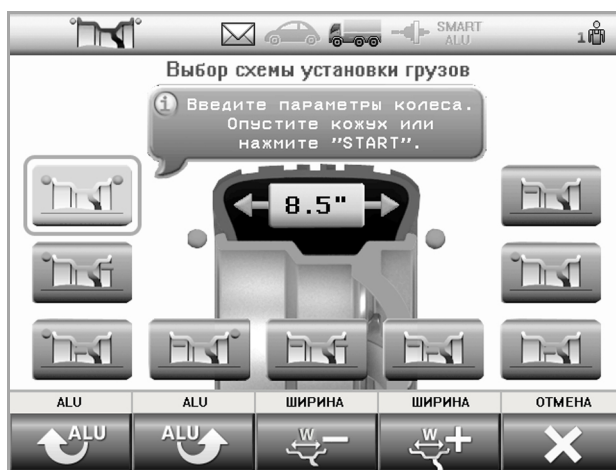 SMART
ALU
1
Выбор схемы установки грузов
i Введите параметры колеса.
Опустите кожух или
нажмите "START".
8.5"
ALU ALU ШИРИНА ШИРИНА ОТМЕНА
ALU ALU W W